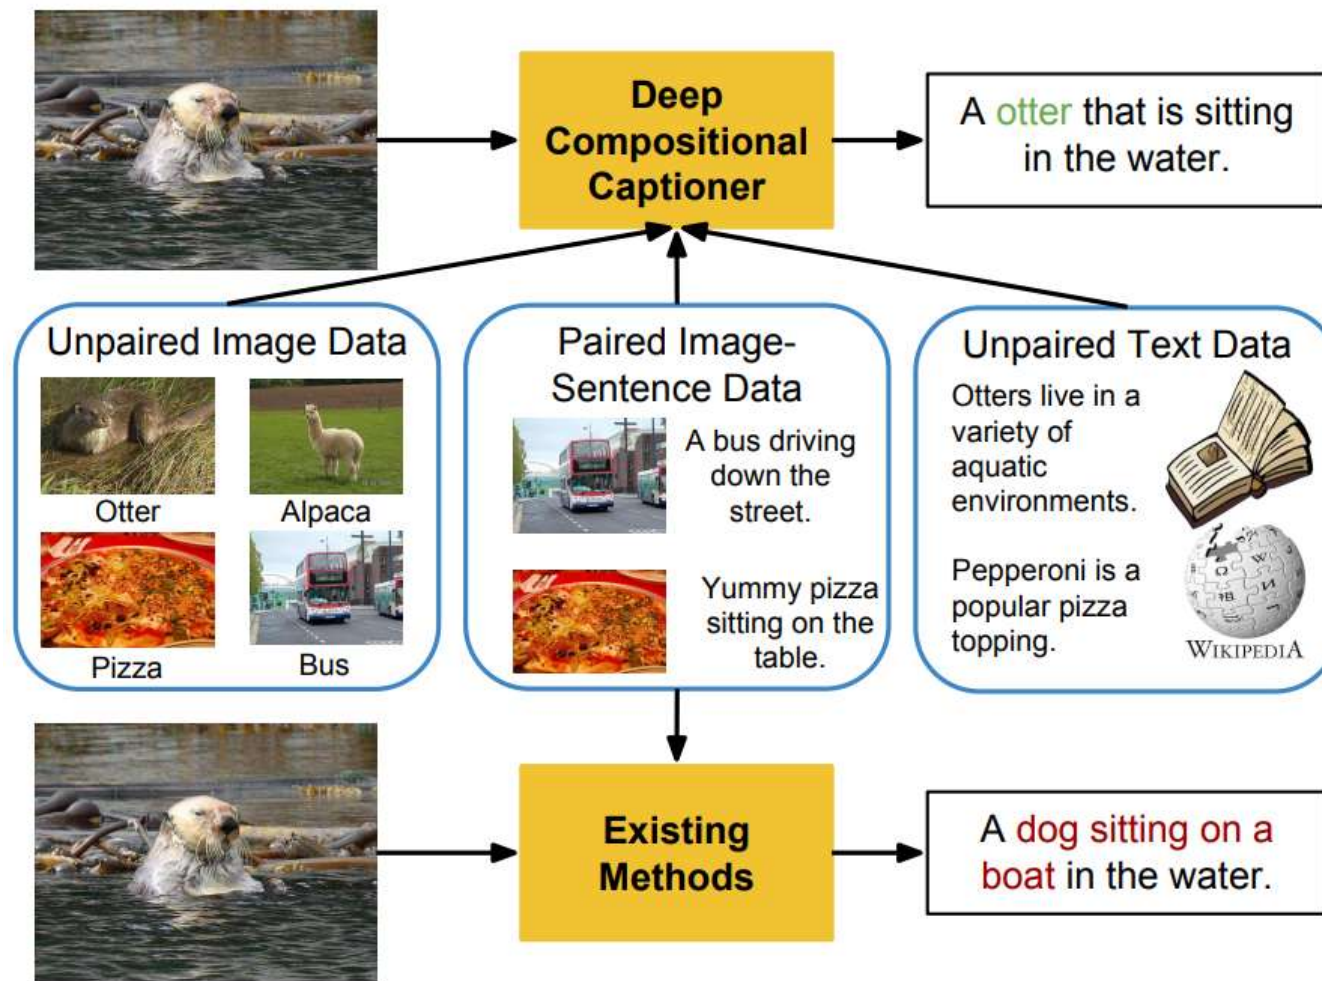 Deep
Compositional
Captioner
A otter that is sitting
in the water.
Unpaired Image Data
Otter
Alpaca
Pizza
Bus
Paired Image-
Sentence Data
A bus driving
down the
street.
Yummy pizza
sitting on the
table.
Unpaired Text Data
Otters live in a
variety of
aquatic
environments.
Pepperoni is a
popular pizza
topping.
WIKIPEDIA
Existing
Methods
A dog sitting on a
boat in the water.